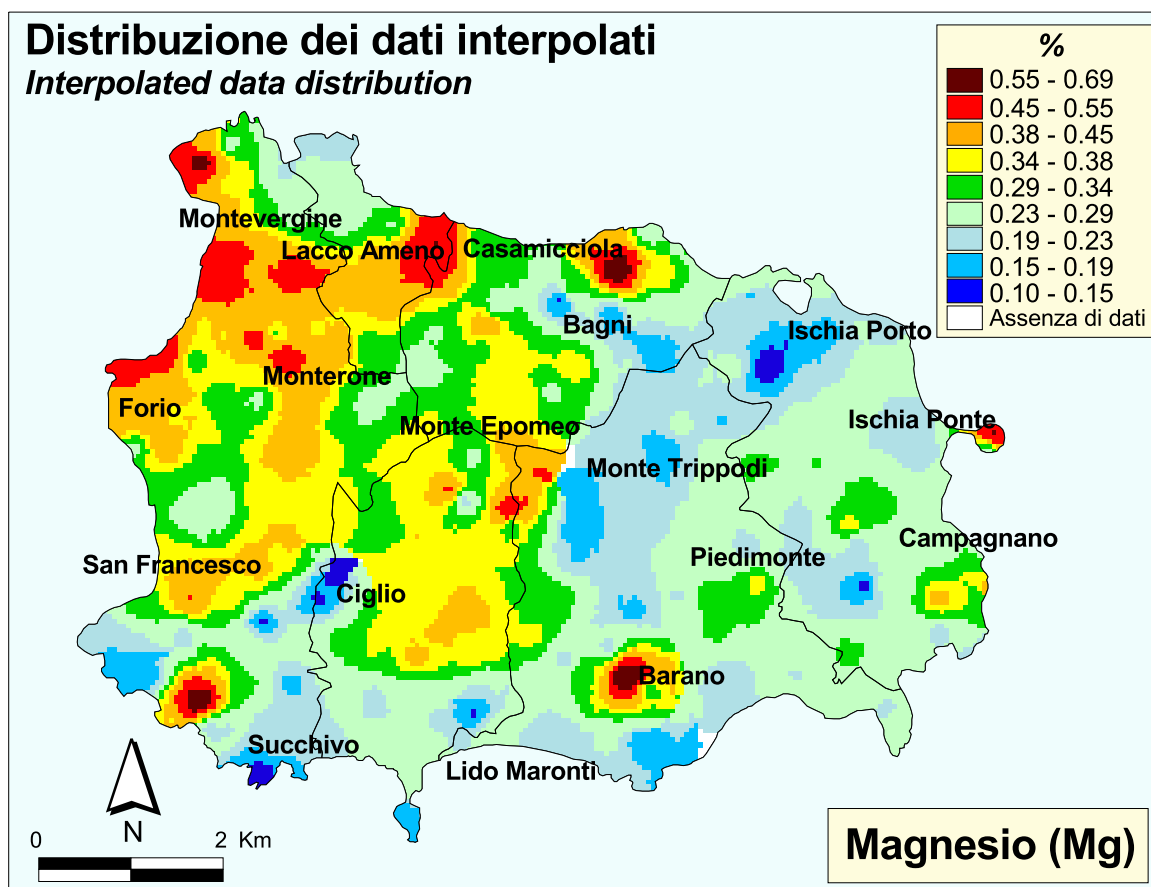 Distribuzione dei dati interpolati
Interpolated data distribution
%
0.55 - 0.69
0.45 - 0.55
0.38 - 0.45
0.34 - 0.38
0.29 - 0.34
0.23 - 0.29
0.19 - 0.23
0.15 - 0.19
0.10 - 0.15
Assenza di dati
Montevergine
Lacco Ameno
Casamicciola
Bagni
Ischia Porto
Monterone
Forio
Monte Epomeo
Ischia Ponte
Monte Trippodi
Campagnano
San Francesco
Piedimonte
Ciglio
Barano
Succhivo
Lido Maronti
N
0 2 Km
Magnesio (Mg)